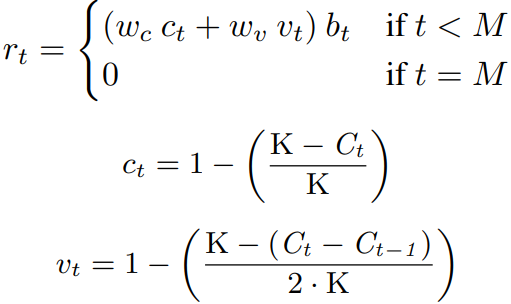 r_t = { (w_c c_t + w_v v_t) b_t if t < M
0 if t = M
c_t = 1 − ( (K − C_t) / K )
v_t = 1 − ( (K − (C_t − C_{t-1})) / (2 · K) )